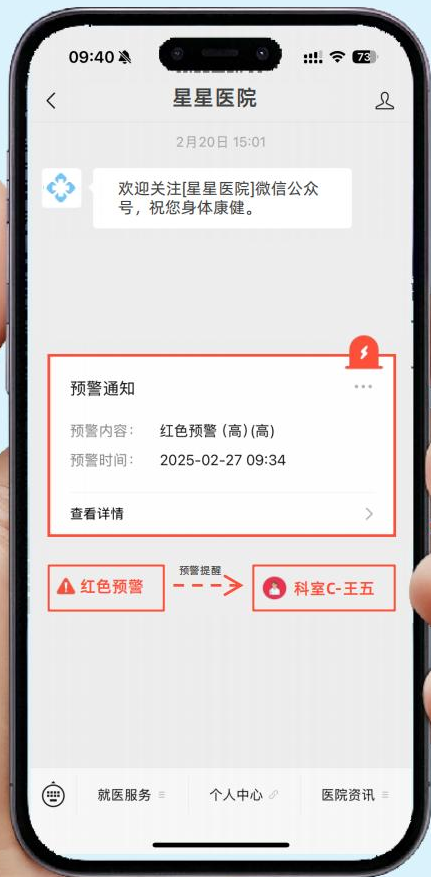 09:40
73
星星医院
2月20日 15:01
欢迎关注[星星医院]微信公众
号，祝您身体康健。
预警通知
预警内容： 红色预警（高）(高)
预警时间： 2025-02-27 09:34
查看详情
红色预警
预警提醒
科室C-王五
就医服务
个人中心
医院资讯